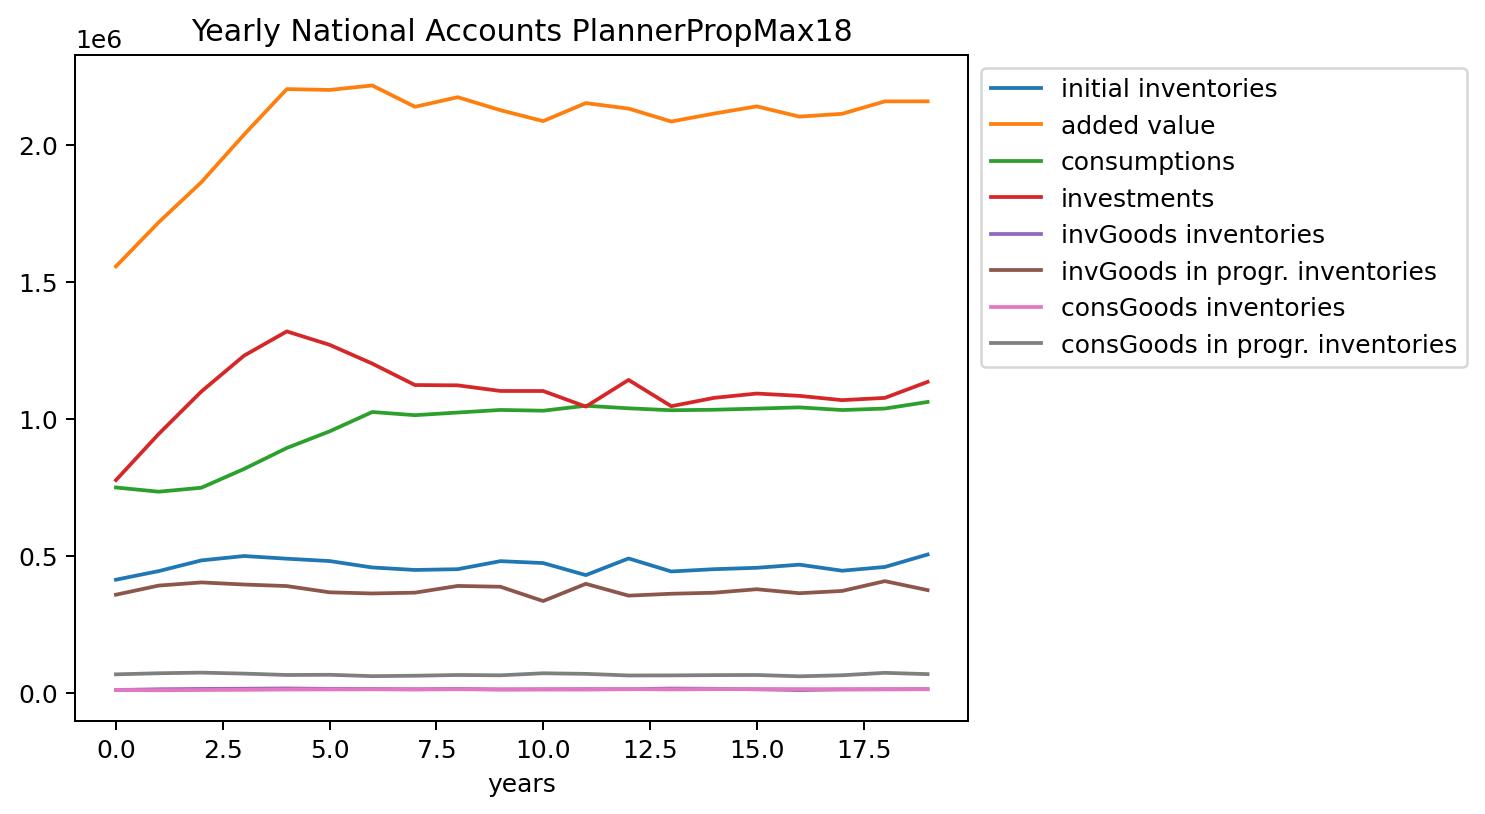 Yearly National Accounts PlannerPropMax18
1e6
2.0
1.5
1.0
0.5
0.0
0.0 2.5 5.0 7.5 10.0 12.5 15.0 17.5
years
initial inventories
added value
consumptions
investments
invGoods inventories
invGoods in progr. inventories
consGoods inventories
consGoods in progr. inventories